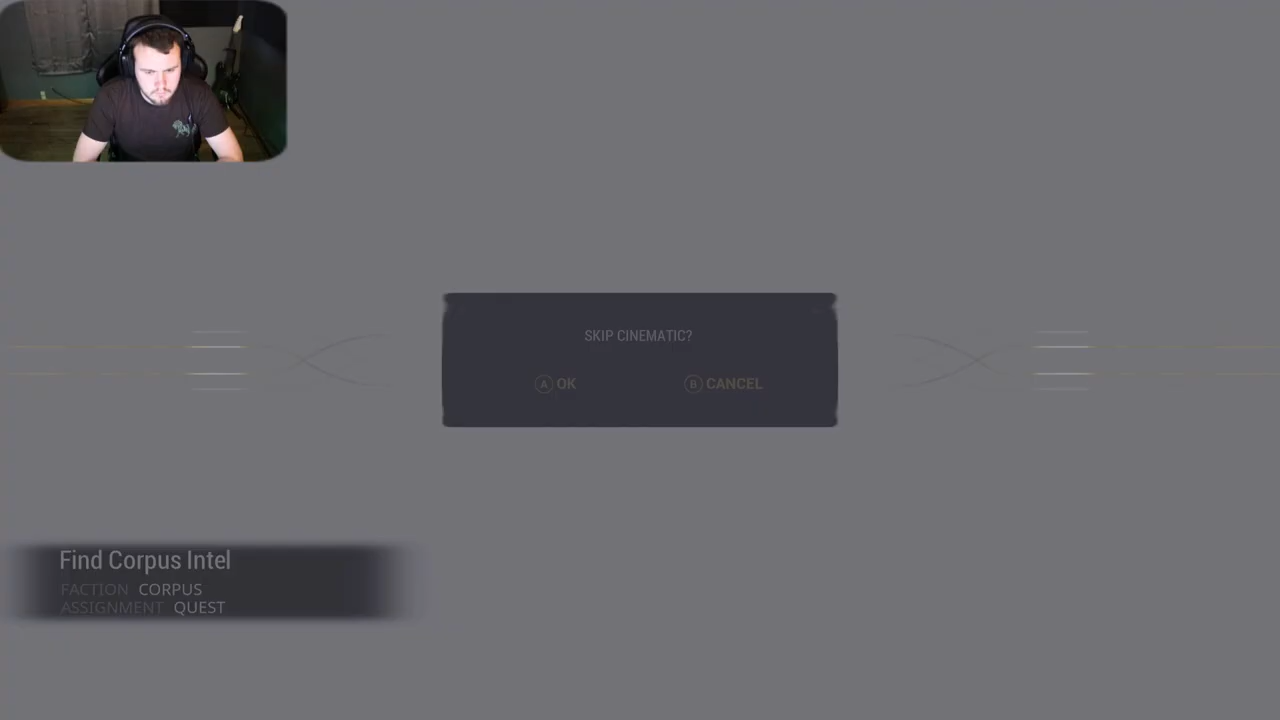 SKIP CINEMATIC?
A OK B CANCEL
Find Corpus Intel
FACTION CORPUS
ASSIGNMENT QUEST